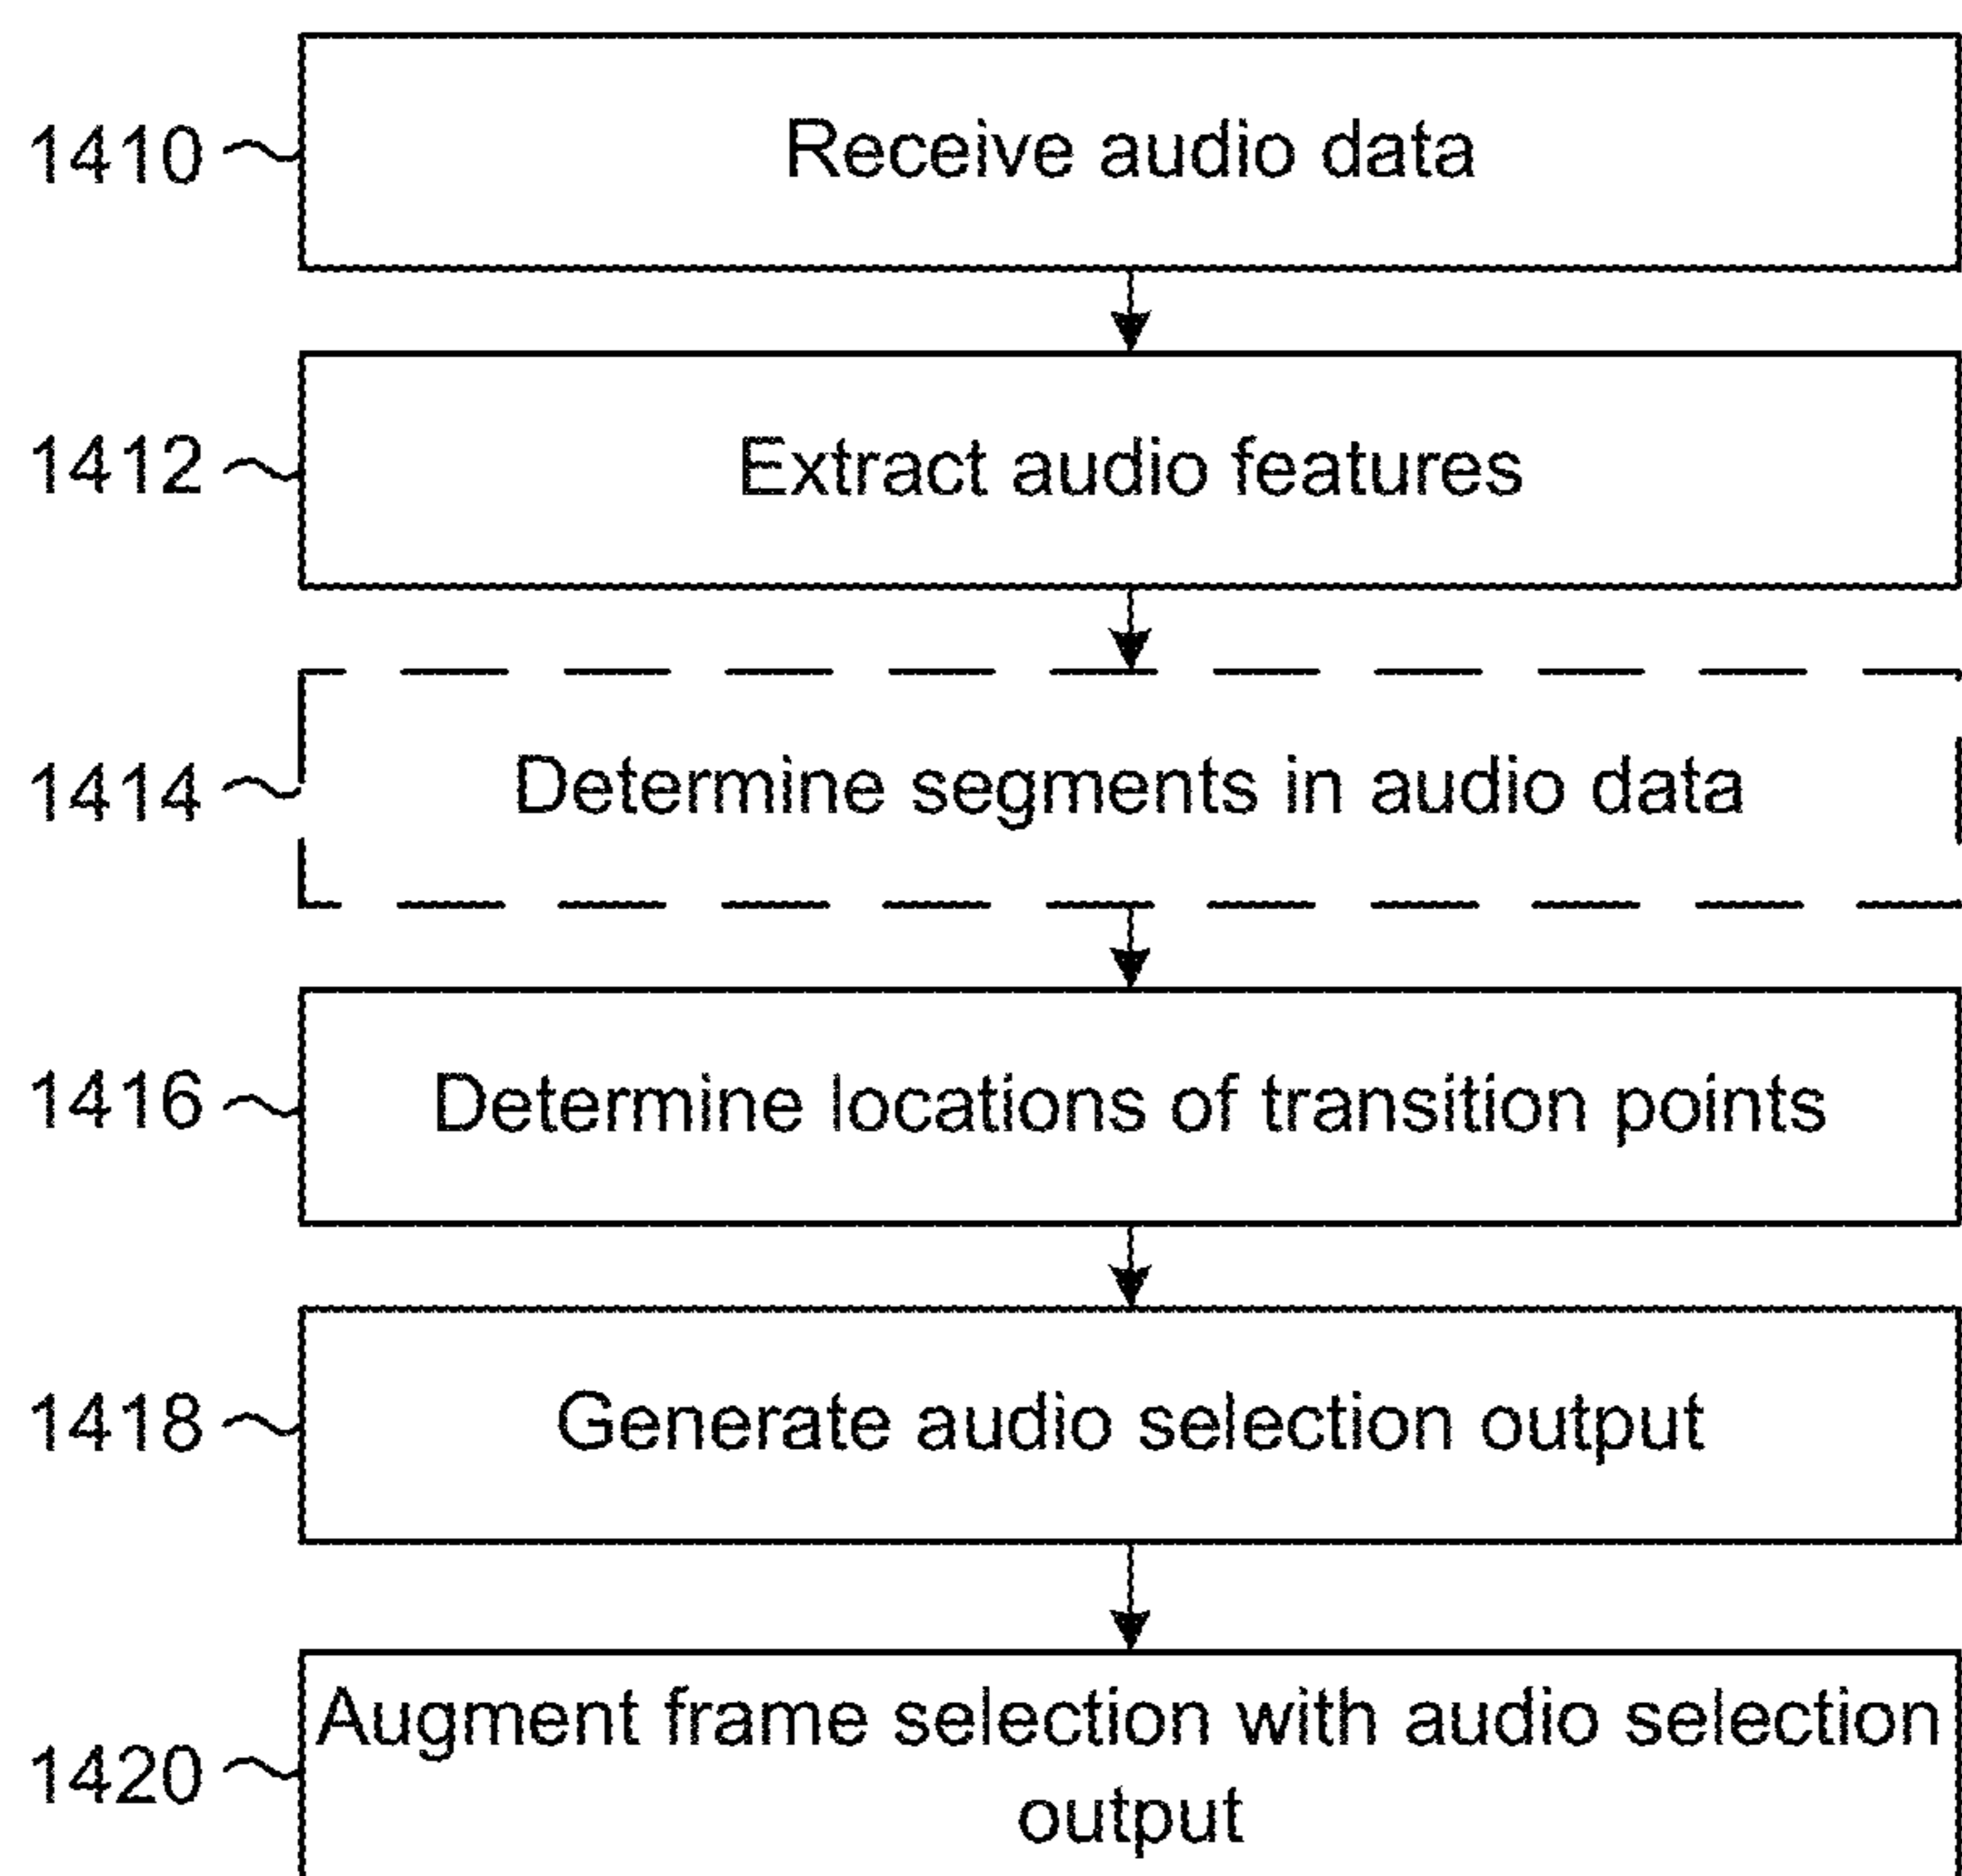 1410 Receive audio data
1412 Extract audio features
1414 Determine segments in audio data
1416 Determine locations of transition points
1418 Generate audio selection output
1420 Augment frame selection with audio selection
output